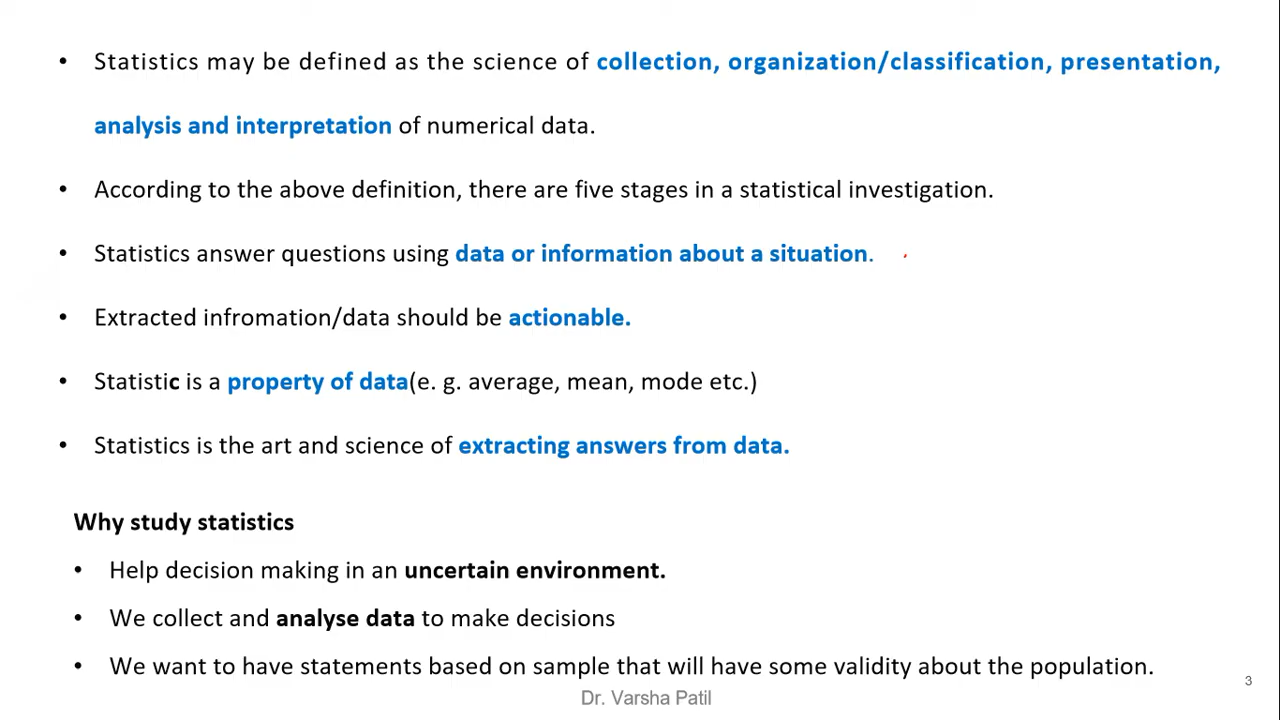 • Statistics may be defined as the science of collection, organization/classification, presentation,
analysis and interpretation of numerical data.
• According to the above definition, there are five stages in a statistical investigation.
• Statistics answer questions using data or information about a situation.
• Extracted infromation/data should be actionable.
• Statistic is a property of data(e. g. average, mean, mode etc.)
• Statistics is the art and science of extracting answers from data.
Why study statistics
• Help decision making in an uncertain environment.
• We collect and analyse data to make decisions
• We want to have statements based on sample that will have some validity about the population.
3
Dr. Varsha Patil